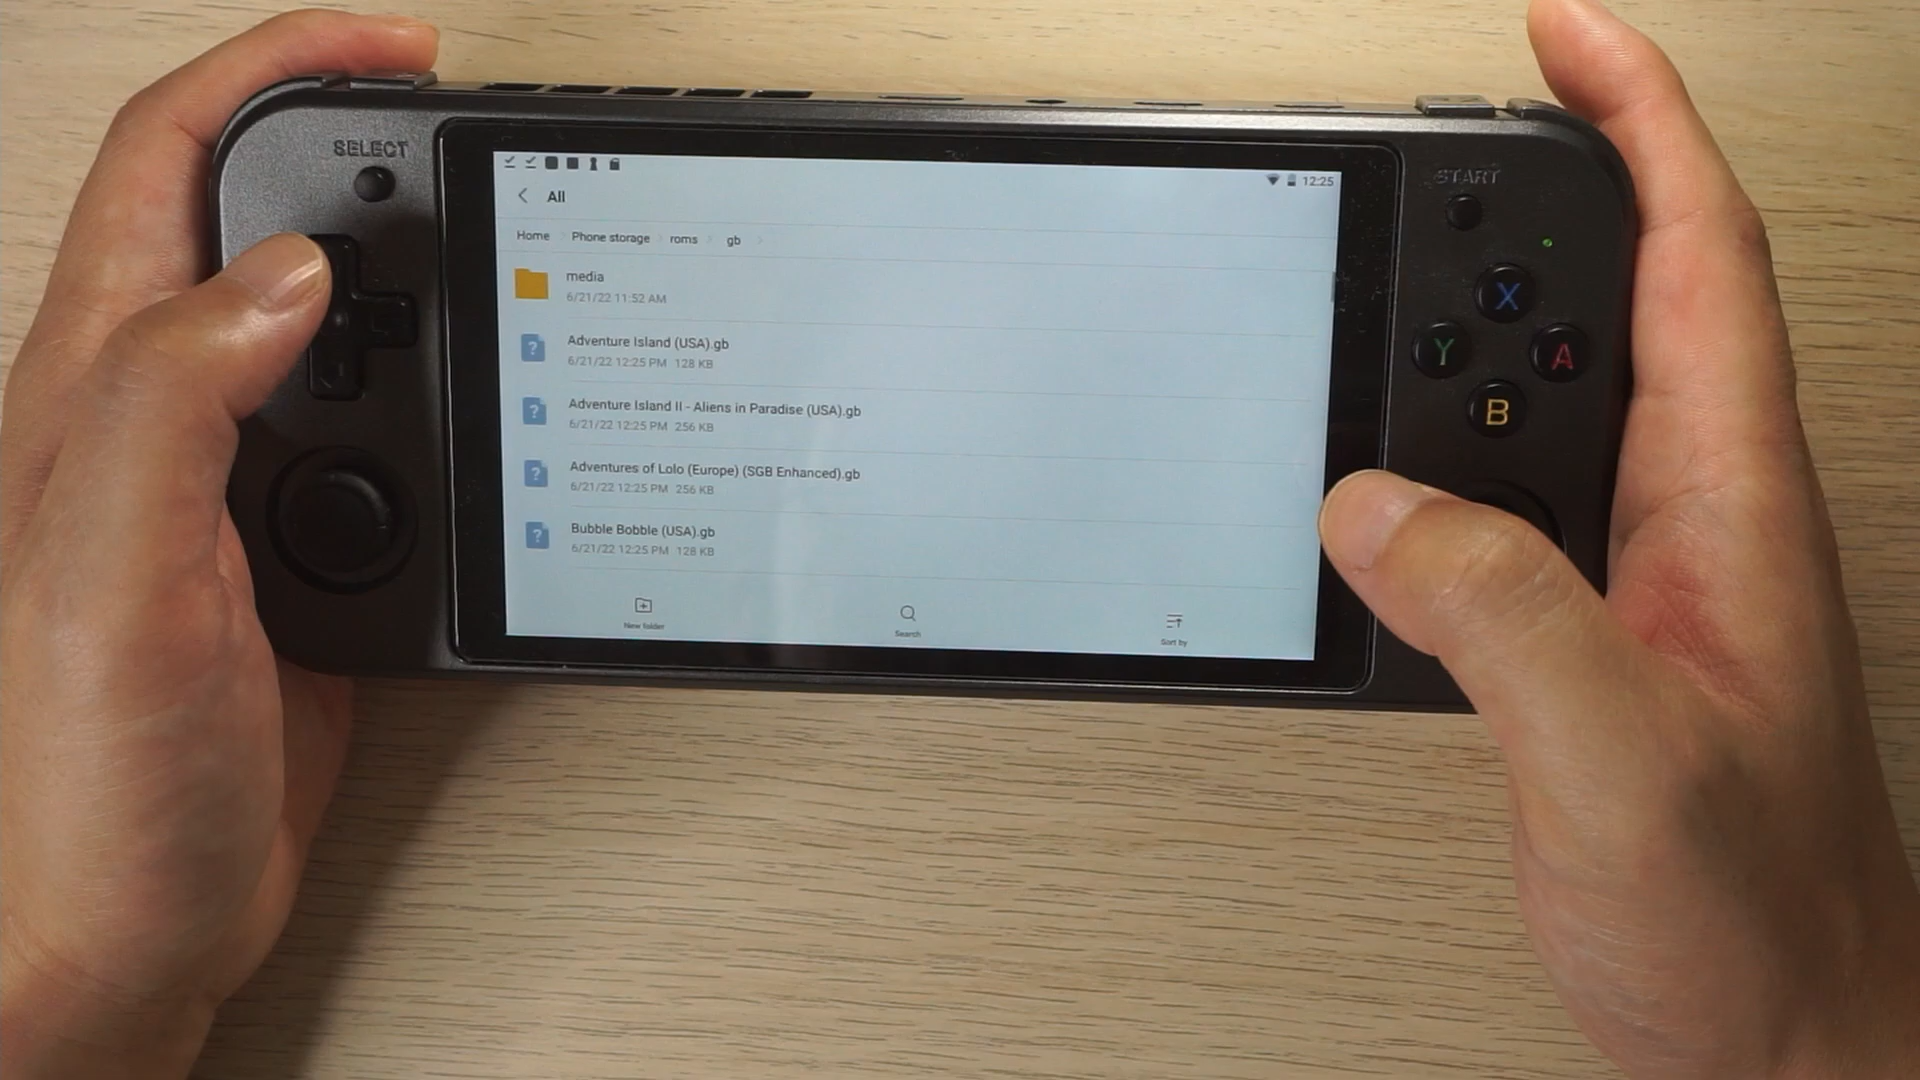 SELECT
START
12:25
All
Home Phone storage roms gb
media
6/21/22 11:52 AM
Adventure Island (USA).gb
6/21/22 12:25 PM 128 KB
Adventure Island II - Aliens in Paradise (USA).gb
6/21/22 12:25 PM 256 KB
Adventures of Lolo (Europe) (SGB Enhanced).gb
6/21/22 12:25 PM 256 KB
Bubble Bobble (USA).gb
6/21/22 12:25 PM 128 KB
New folder
Search
Sort by
X
Y
A
B